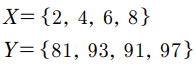 X={2, 4, 6, 8}
Y={81, 93, 91, 97}